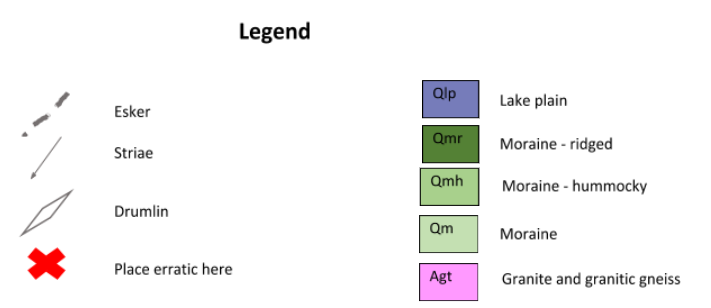 Legend
Esker
Striae
Drumlin
Place erratic here
Qlp Lake plain
Qmr Moraine - ridged
Qmh Moraine - hummocky
Qm Moraine
Agt Granite and granitic gneiss